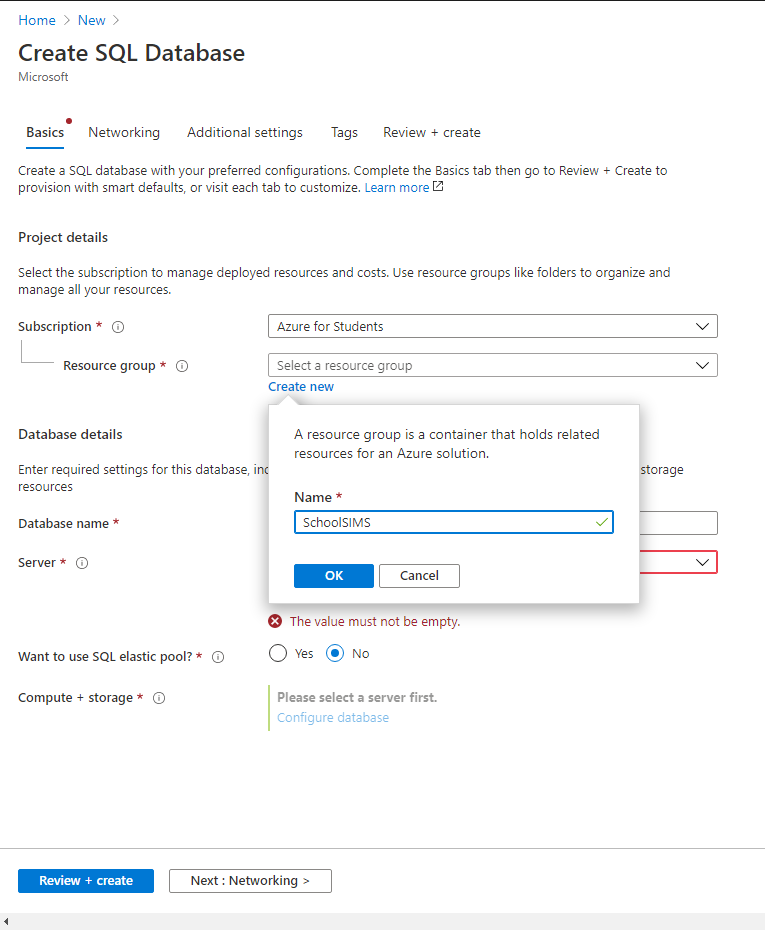 Home > New >
Create SQL Database
Microsoft
Basics Networking Additional settings Tags Review + create
Create a SQL database with your preferred configurations. Complete the Basics tab then go to Review + Create to
provision with smart defaults, or visit each tab to customize. Learn more
Project details
Select the subscription to manage deployed resources and costs. Use resource groups like folders to organize and
manage all your resources.
Subscription * Azure for Students
Resource group * Select a resource group
Create new
A resource group is a container that holds related
resources for an Azure solution.
Name *
SchoolSIMS
OK Cancel
Database details
Enter required settings for this database, storage
resources
Database name *
Server *
The value must not be empty.
Want to use SQL elastic pool? * Yes No
Compute + storage * Please select a server first.
Configure database
Review + create Next : Networking >